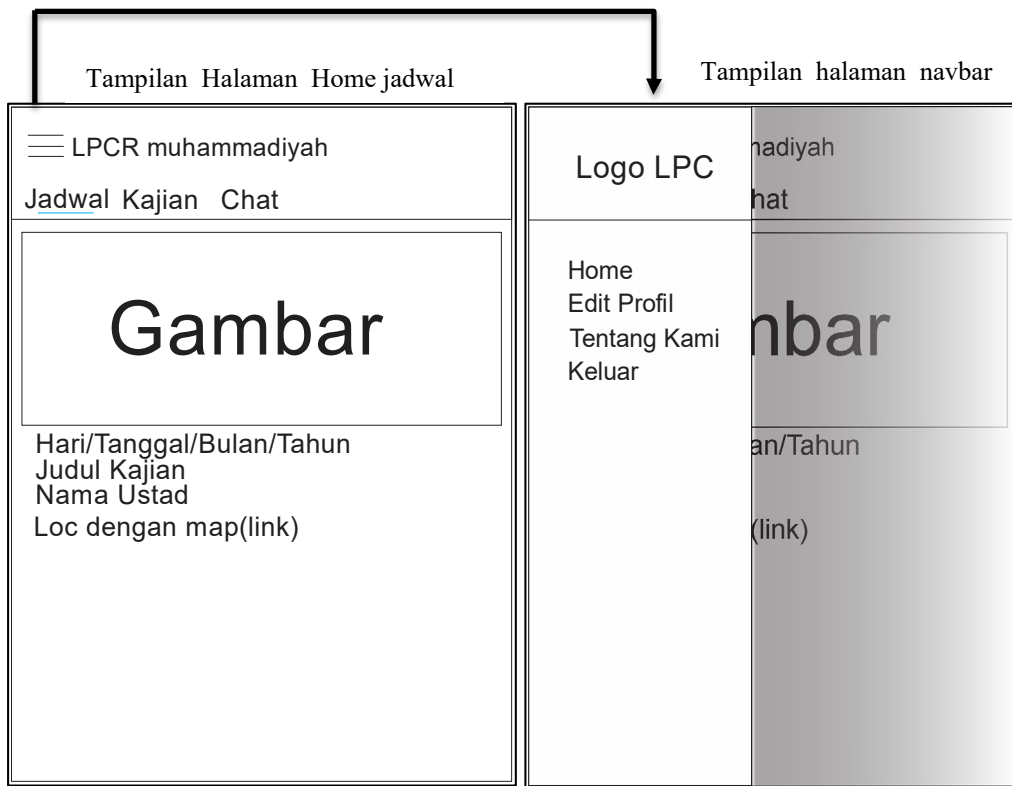 Tampilan Halaman Home jadwal
LPCR muhammadiyah
Jadwal Kajian Chat
Gambar
Hari/Tanggal/Bulan/Tahun
Judul Kajian
Nama Ustad
Loc dengan map(link)
Tampilan halaman navbar
Logo LPC
Home
Edit Profil
Tentang Kami
Keluar
adiyah
hat
bar
an/Tahun
(link)